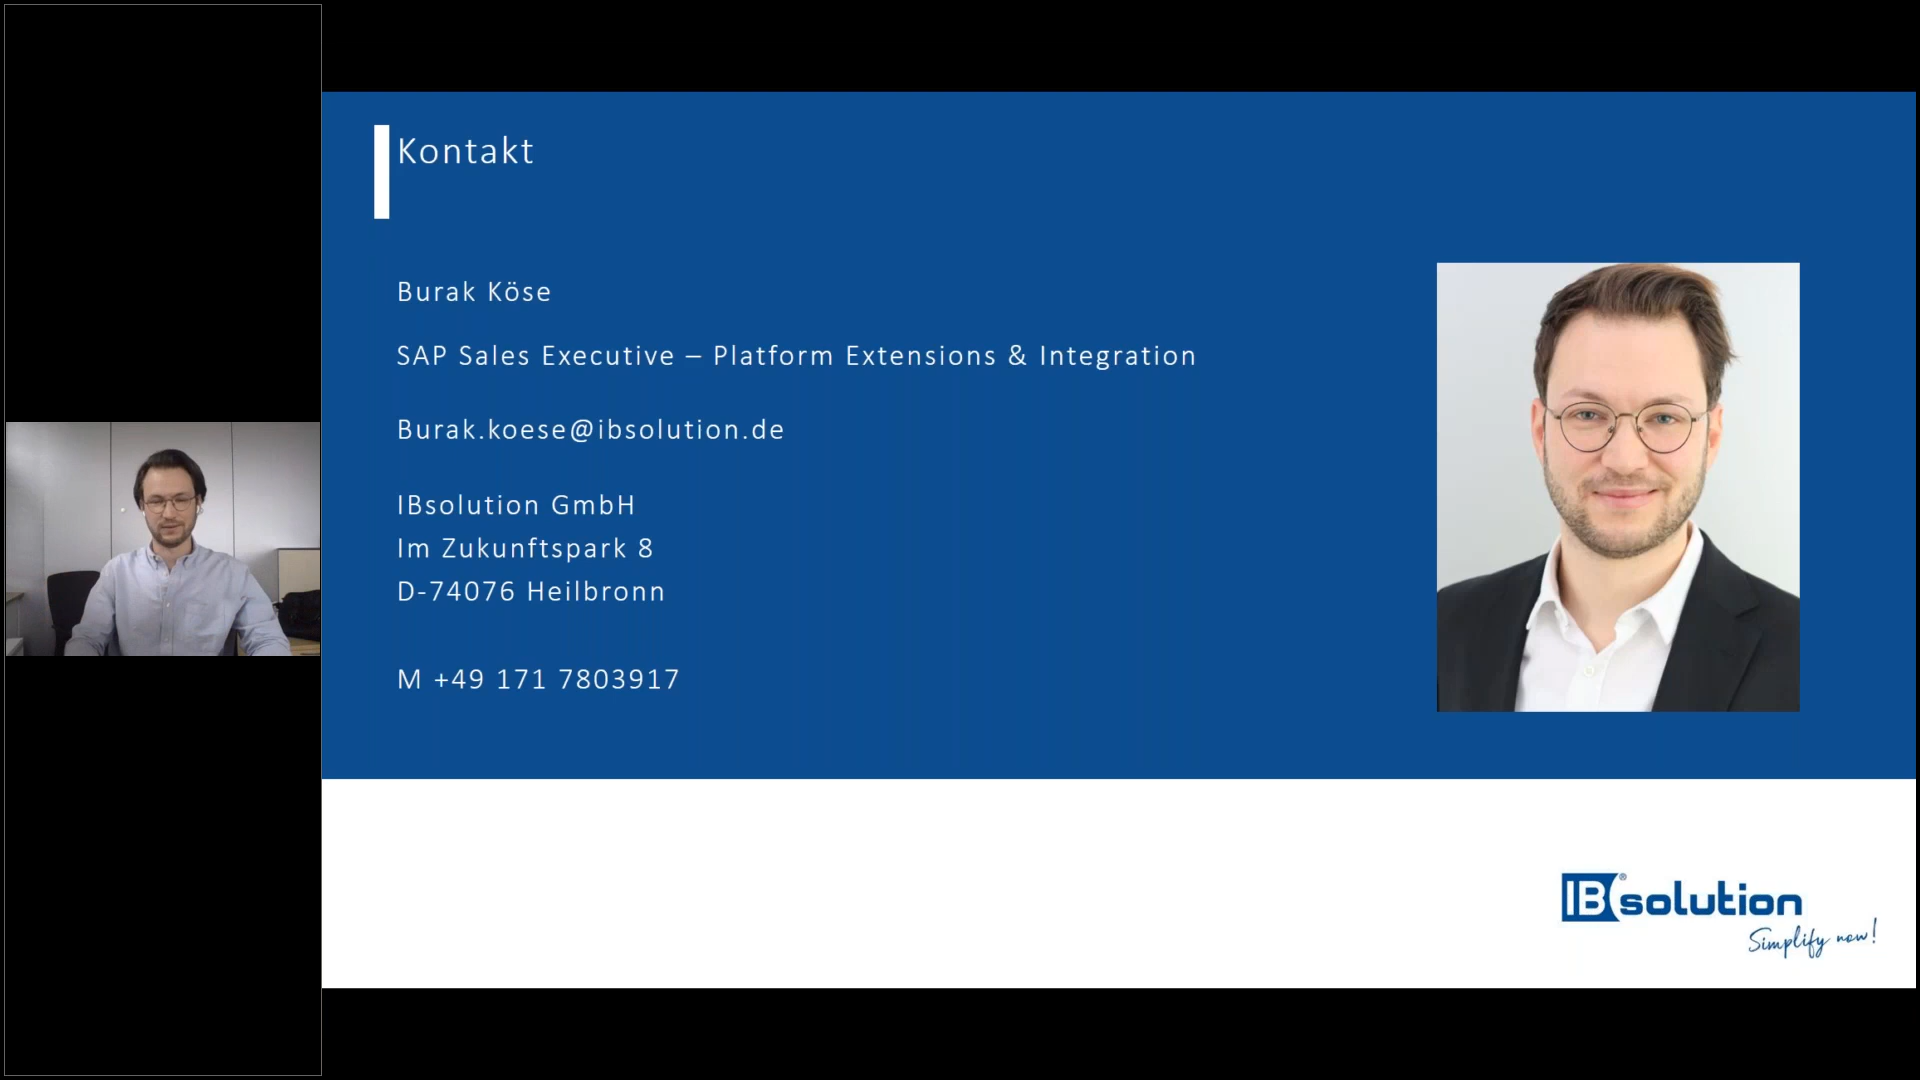 Kontakt
Burak Köse
SAP Sales Executive – Platform Extensions & Integration
Burak.koese@ibsolution.de
IBsolution GmbH
Im Zukunftspark 8
D-74076 Heilbronn
M +49 171 7803917
IBsolution®
Simplify now!